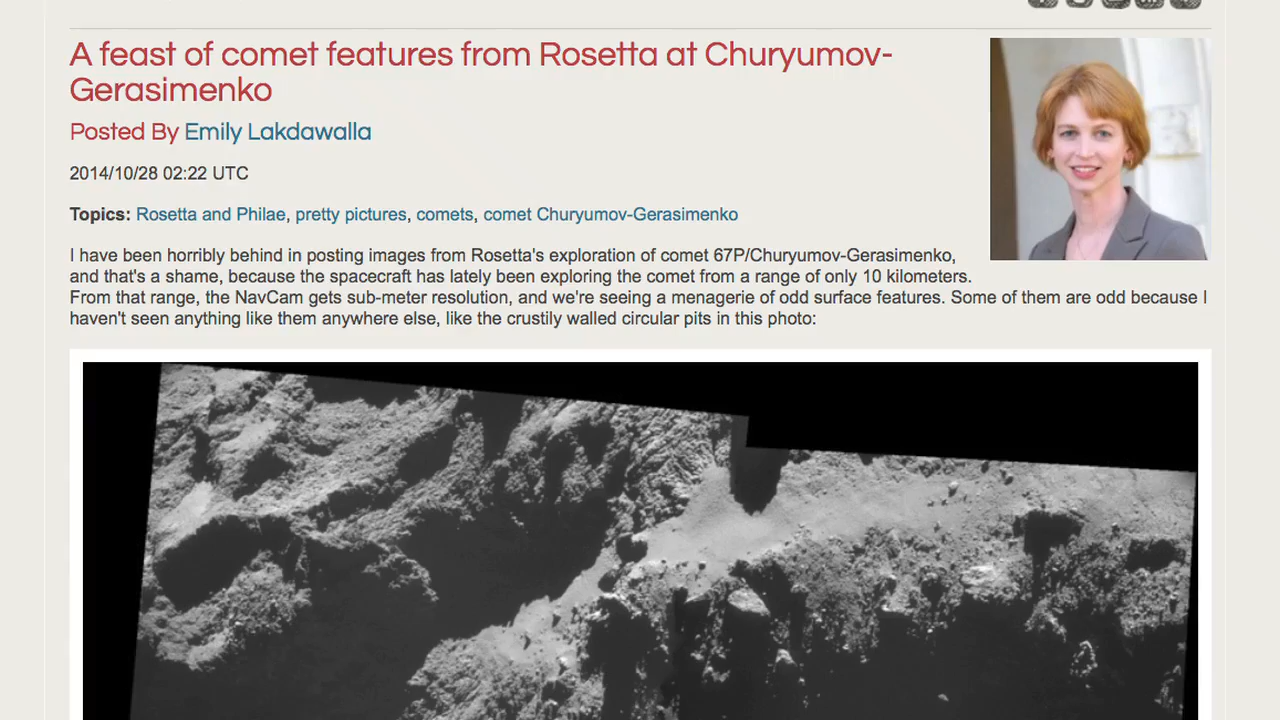 A feast of comet features from Rosetta at Churyumov-
Gerasimenko
Posted By Emily Lakdawalla
2014/10/28 02:22 UTC
Topics: Rosetta and Philae, pretty pictures, comets, comet Churyumov-Gerasimenko
I have been horribly behind in posting images from Rosetta's exploration of comet 67P/Churyumov-Gerasimenko,
and that's a shame, because the spacecraft has lately been exploring the comet from a range of only 10 kilometers.
From that range, the NavCam gets sub-meter resolution, and we're seeing a menagerie of odd surface features. Some of them are odd because I
haven't seen anything like them anywhere else, like the crustily walled circular pits in this photo: